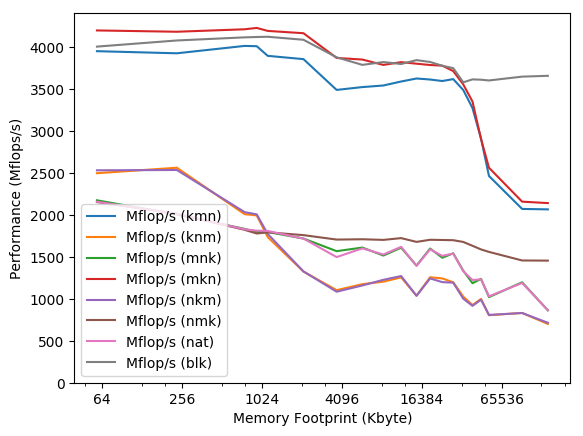 4000
3500
3000
2500
2000
1500
1000
500
0
Performance (Mflops/s)
Mflop/s (kmn)
Mflop/s (knm)
Mflop/s (mnk)
Mflop/s (mkn)
Mflop/s (nkm)
Mflop/s (nmk)
Mflop/s (nat)
Mflop/s (blk)
64 256 1024 4096 16384 65536
Memory Footprint (Kbyte)